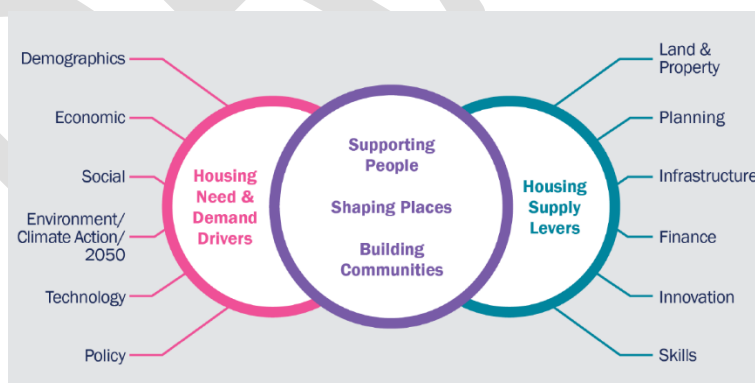 Demographics
Economic
Social
Environment/
Climate Action/
2050
Technology
Policy
Housing
Need &
Demand
Drivers
Supporting
People
Shaping Places
Building
Communities
Housing
Supply
Levers
Land &
Property
Planning
Infrastructure
Finance
Innovation
Skills